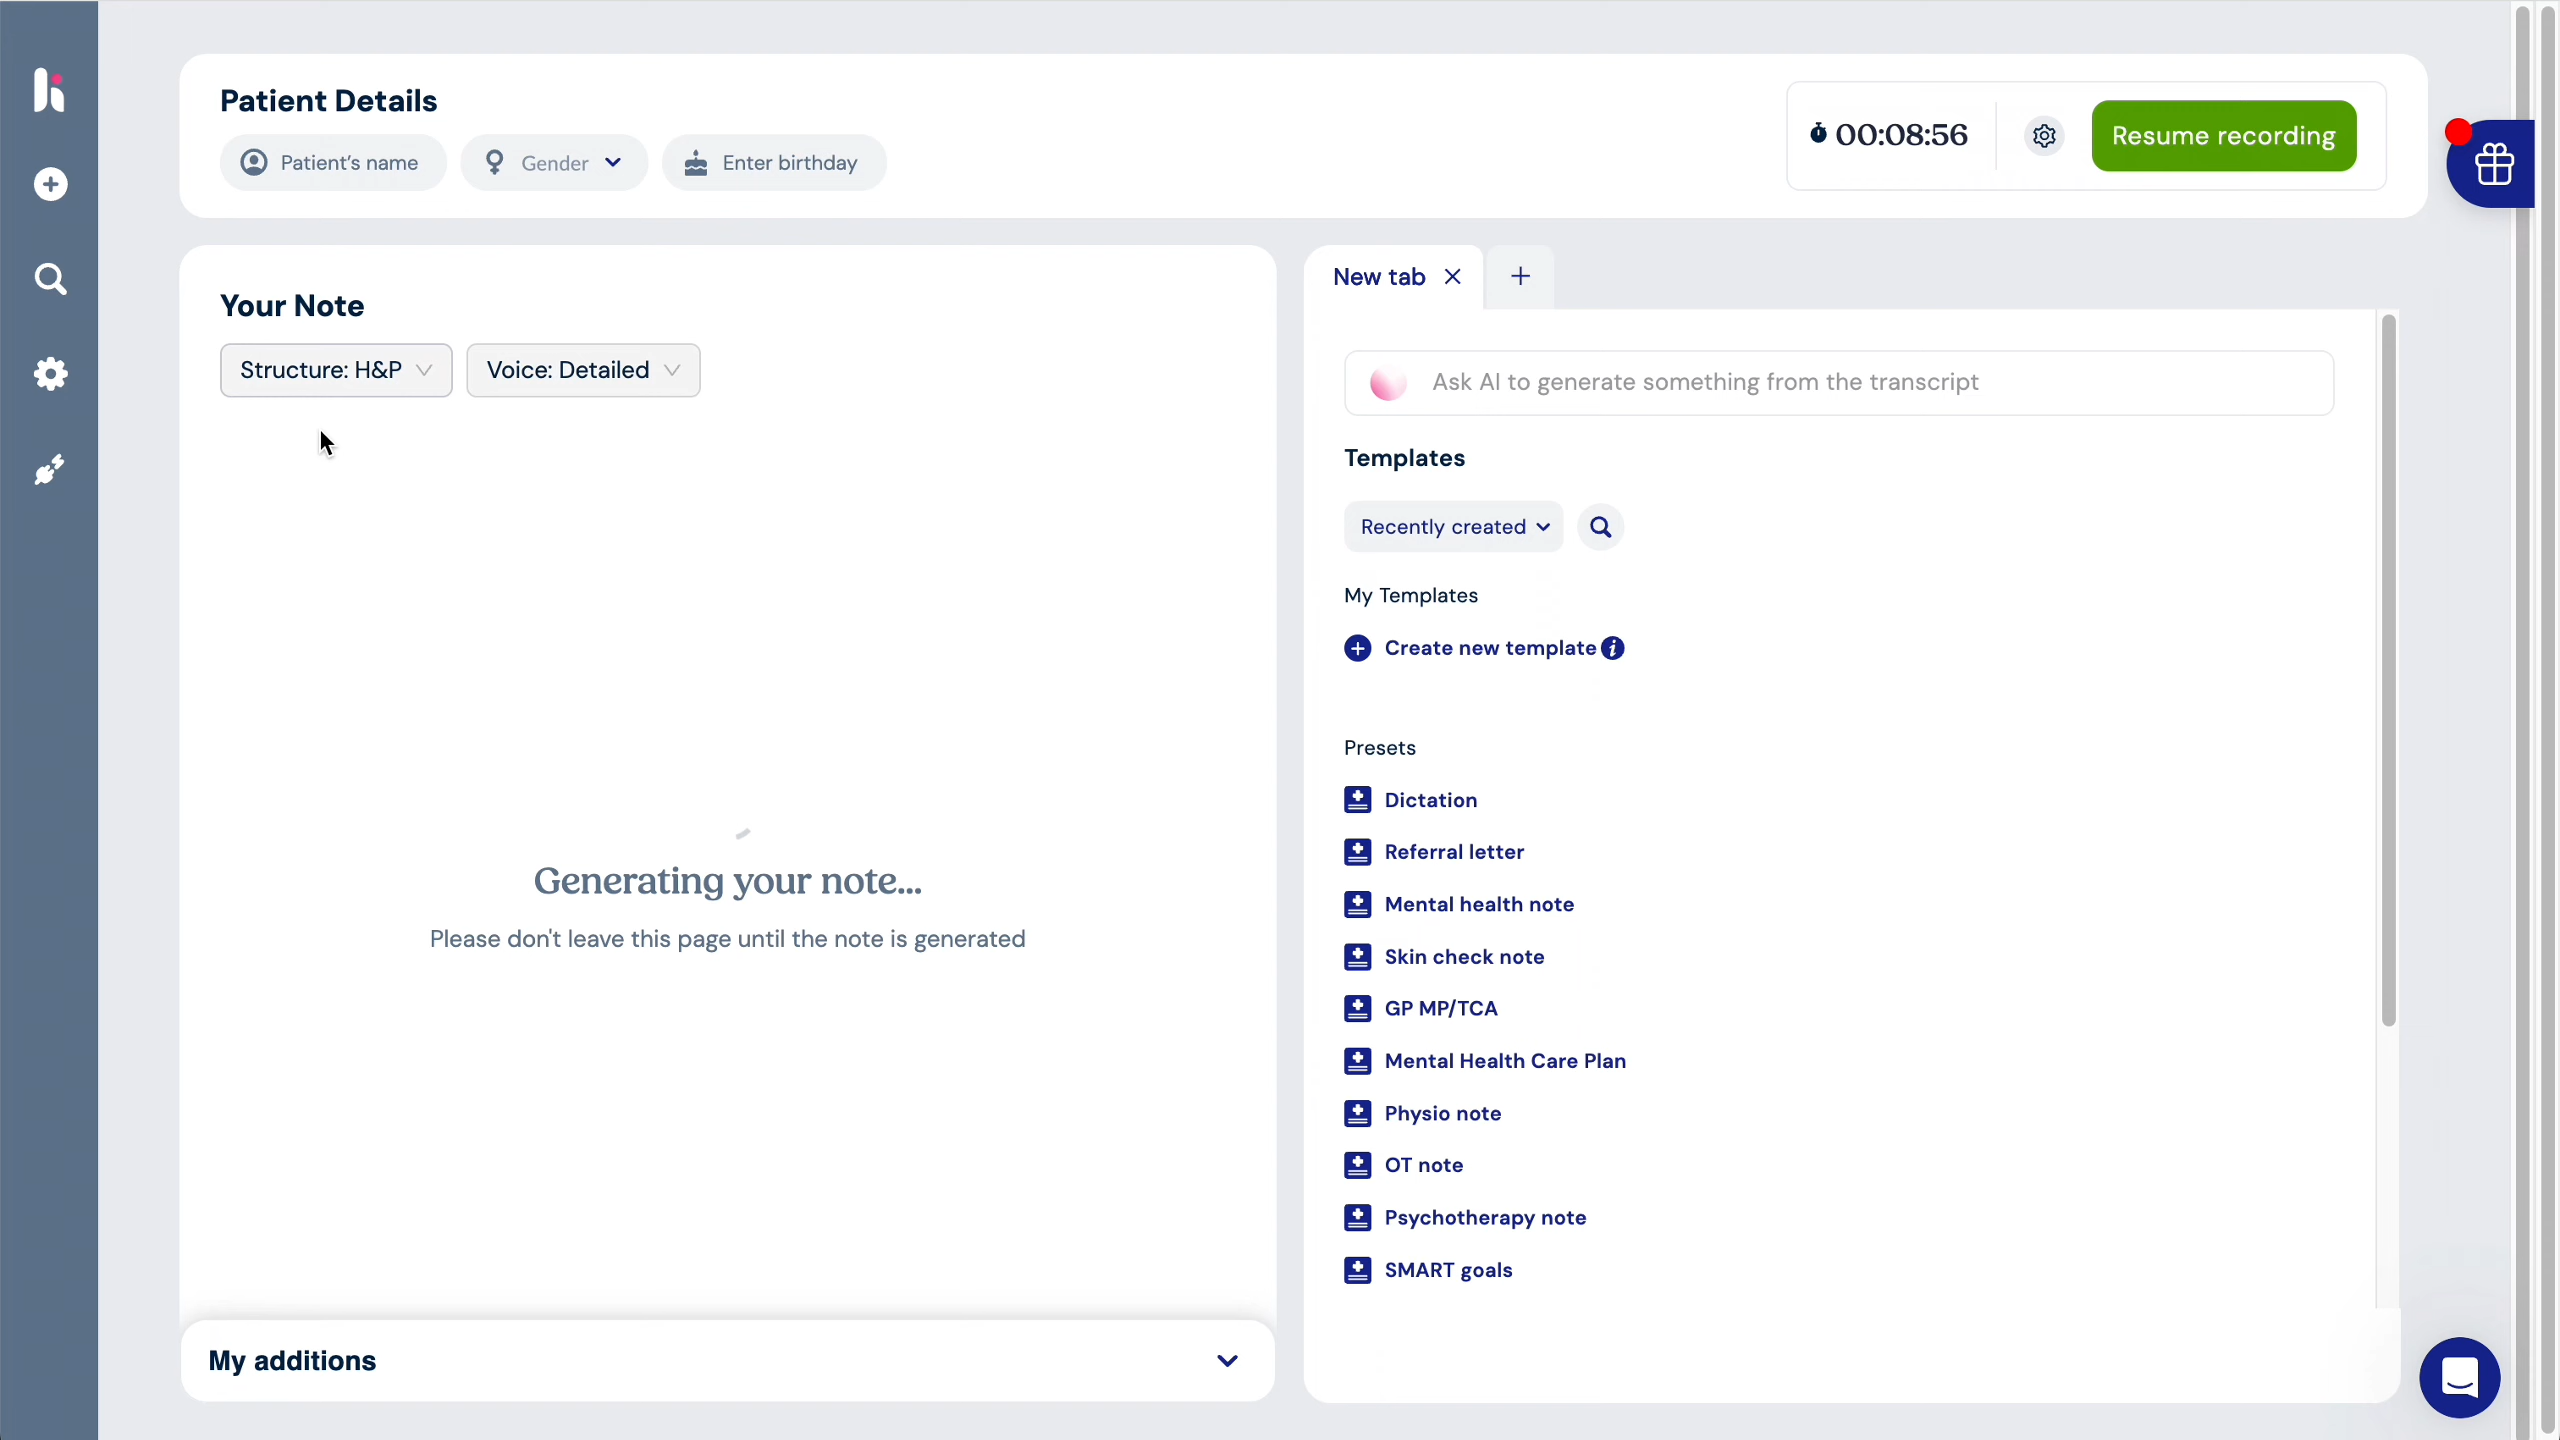 Patient Details
Patient's name
Gender
Enter birthday
00:08:56
Resume recording
Your Note
Structure: H&P
Voice: Detailed
Generating your note...
Please don't leave this page until the note is generated
My additions
New tab
Ask AI to generate something from the transcript
Templates
Recently created
My Templates
Create new template
Presets
Dictation
Referral letter
Mental health note
Skin check note
GP MP/TCA
Mental Health Care Plan
Physio note
OT note
Psychotherapy note
SMART goals